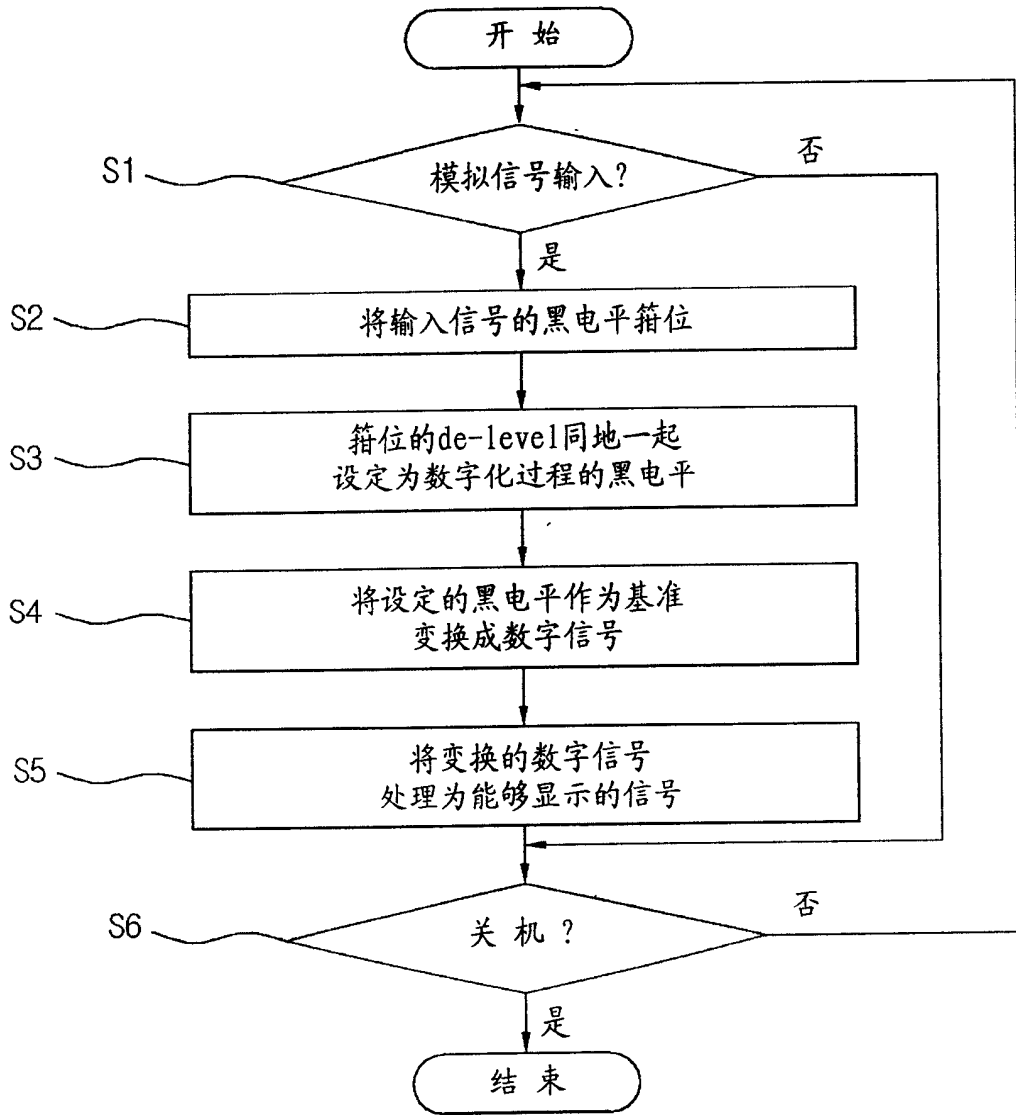 开 始
S1
模拟信号输入?
否
是
S2
将输入信号的黑电平箝位
S3
箝位的de-level同地一起
设定为数字化过程的黑电平
S4
将设定的黑电平作为基准
变换成数字信号
S5
将变换的数字信号
处理为能够显示的信号
S6
关 机 ?
否
是
结 束